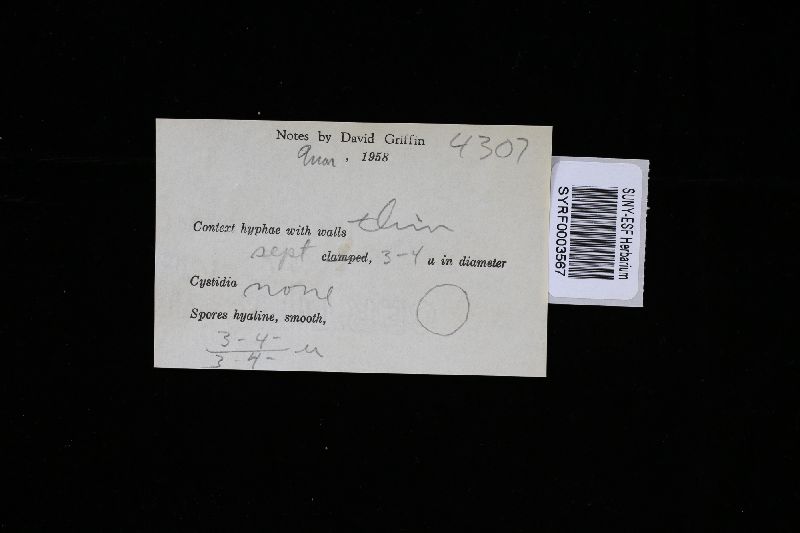 Notes by David Griffin 4307
9 Mar, 1958
Context hyphae with walls thin
sept clamped, 3-4 u in diameter
Cystidia none
Spores hyaline, smooth,
3-4-
3-4- u
SUNY-ESF Herbarium
SYRF0003567